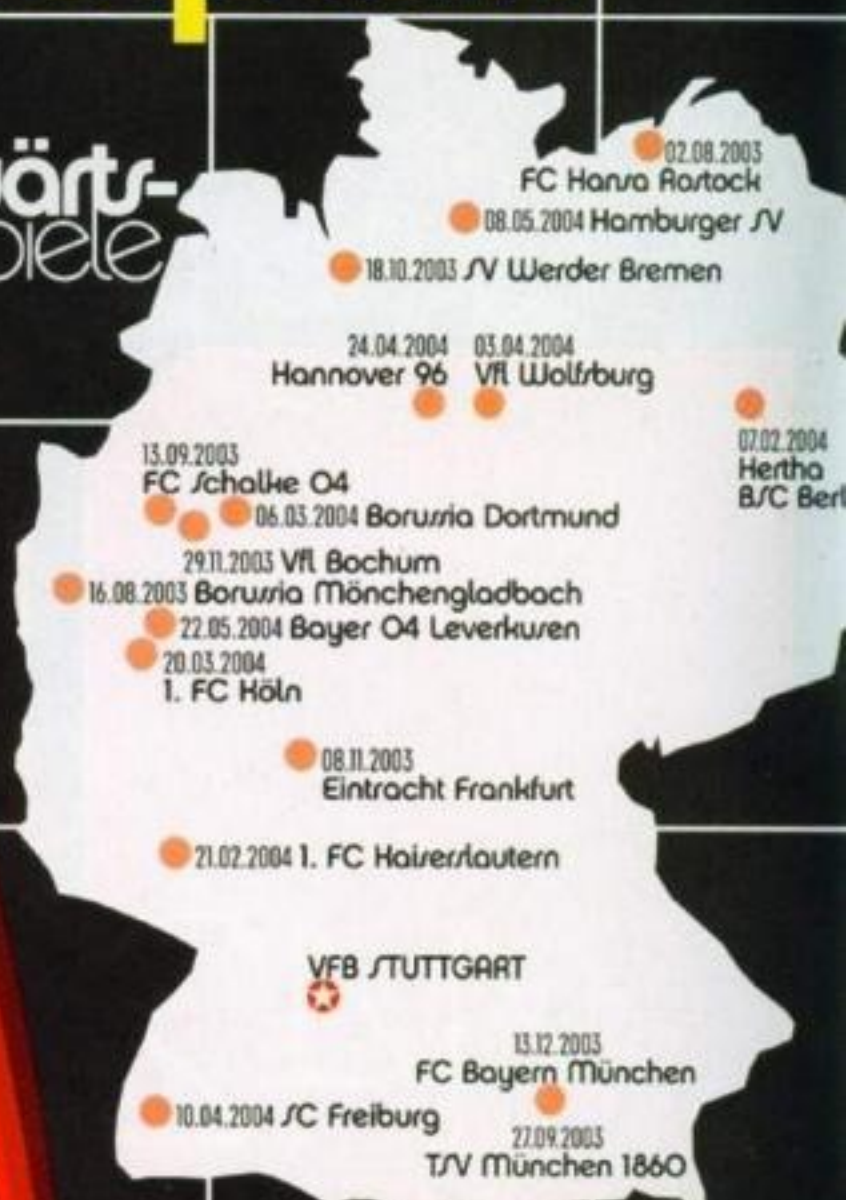 wärts-
piele
02.08.2003
FC Hansa Rostock
08.05.2004 Hamburger SV
18.10.2003 SV Werder Bremen
24.04.2004 03.04.2004
Hannover 96 Vfl Wolfsburg
07.02.2004
Hertha
BSC Berl
13.09.2003
FC Schalke 04
06.03.2004 Borussia Dortmund
29.11.2003 Vfl Bochum
16.08.2003 Borussia Mönchengladbach
22.05.2004 Bayer 04 Leverkusen
20.03.2004
1. FC Köln
08.11.2003
Eintracht Frankfurt
21.02.2004 1. FC Kaiserslautern
VFB STUTTGART
13.12.2003
FC Bayern München
10.04.2004 SC Freiburg
27.09.2003
TSV München 1860